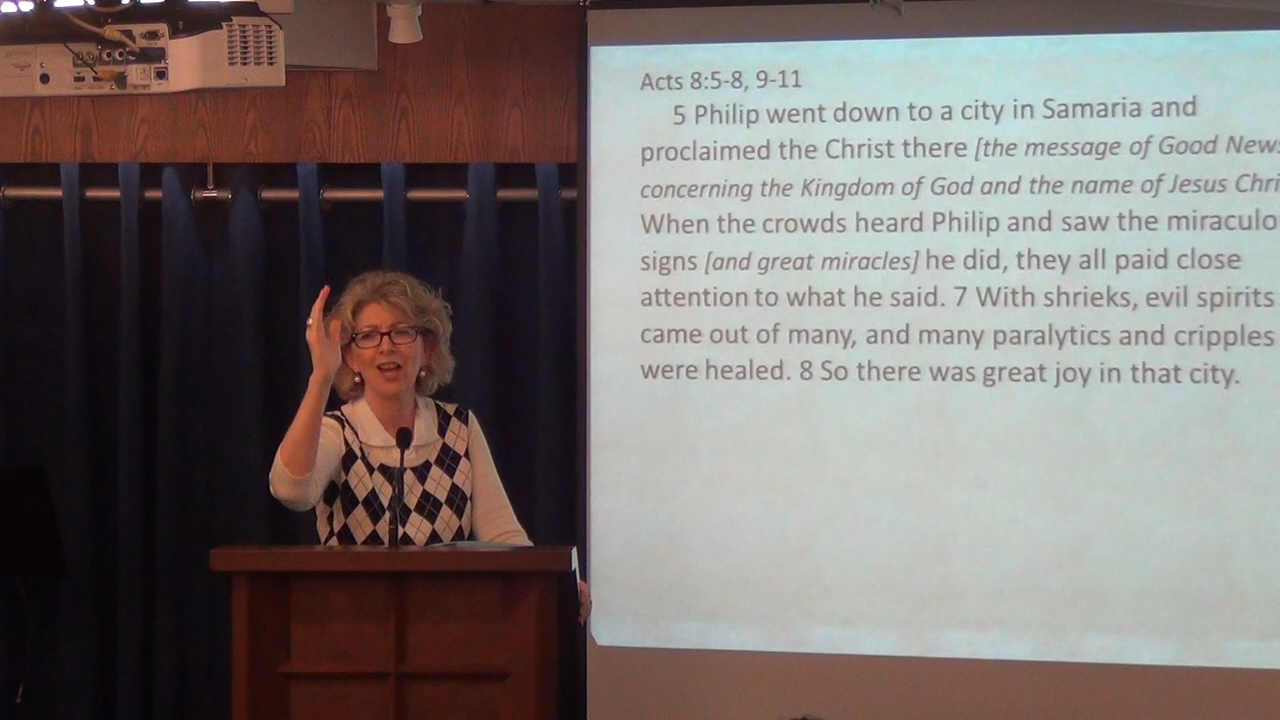 Acts 8:5-8, 9-11
5 Philip went down to a city in Samaria and
proclaimed the Christ there [the message of Good News
concerning the Kingdom of God and the name of Jesus Chri
When the crowds heard Philip and saw the miraculo
signs [and great miracles] he did, they all paid close
attention to what he said. 7 With shrieks, evil spirits
came out of many, and many paralytics and cripples
were healed. 8 So there was great joy in that city.